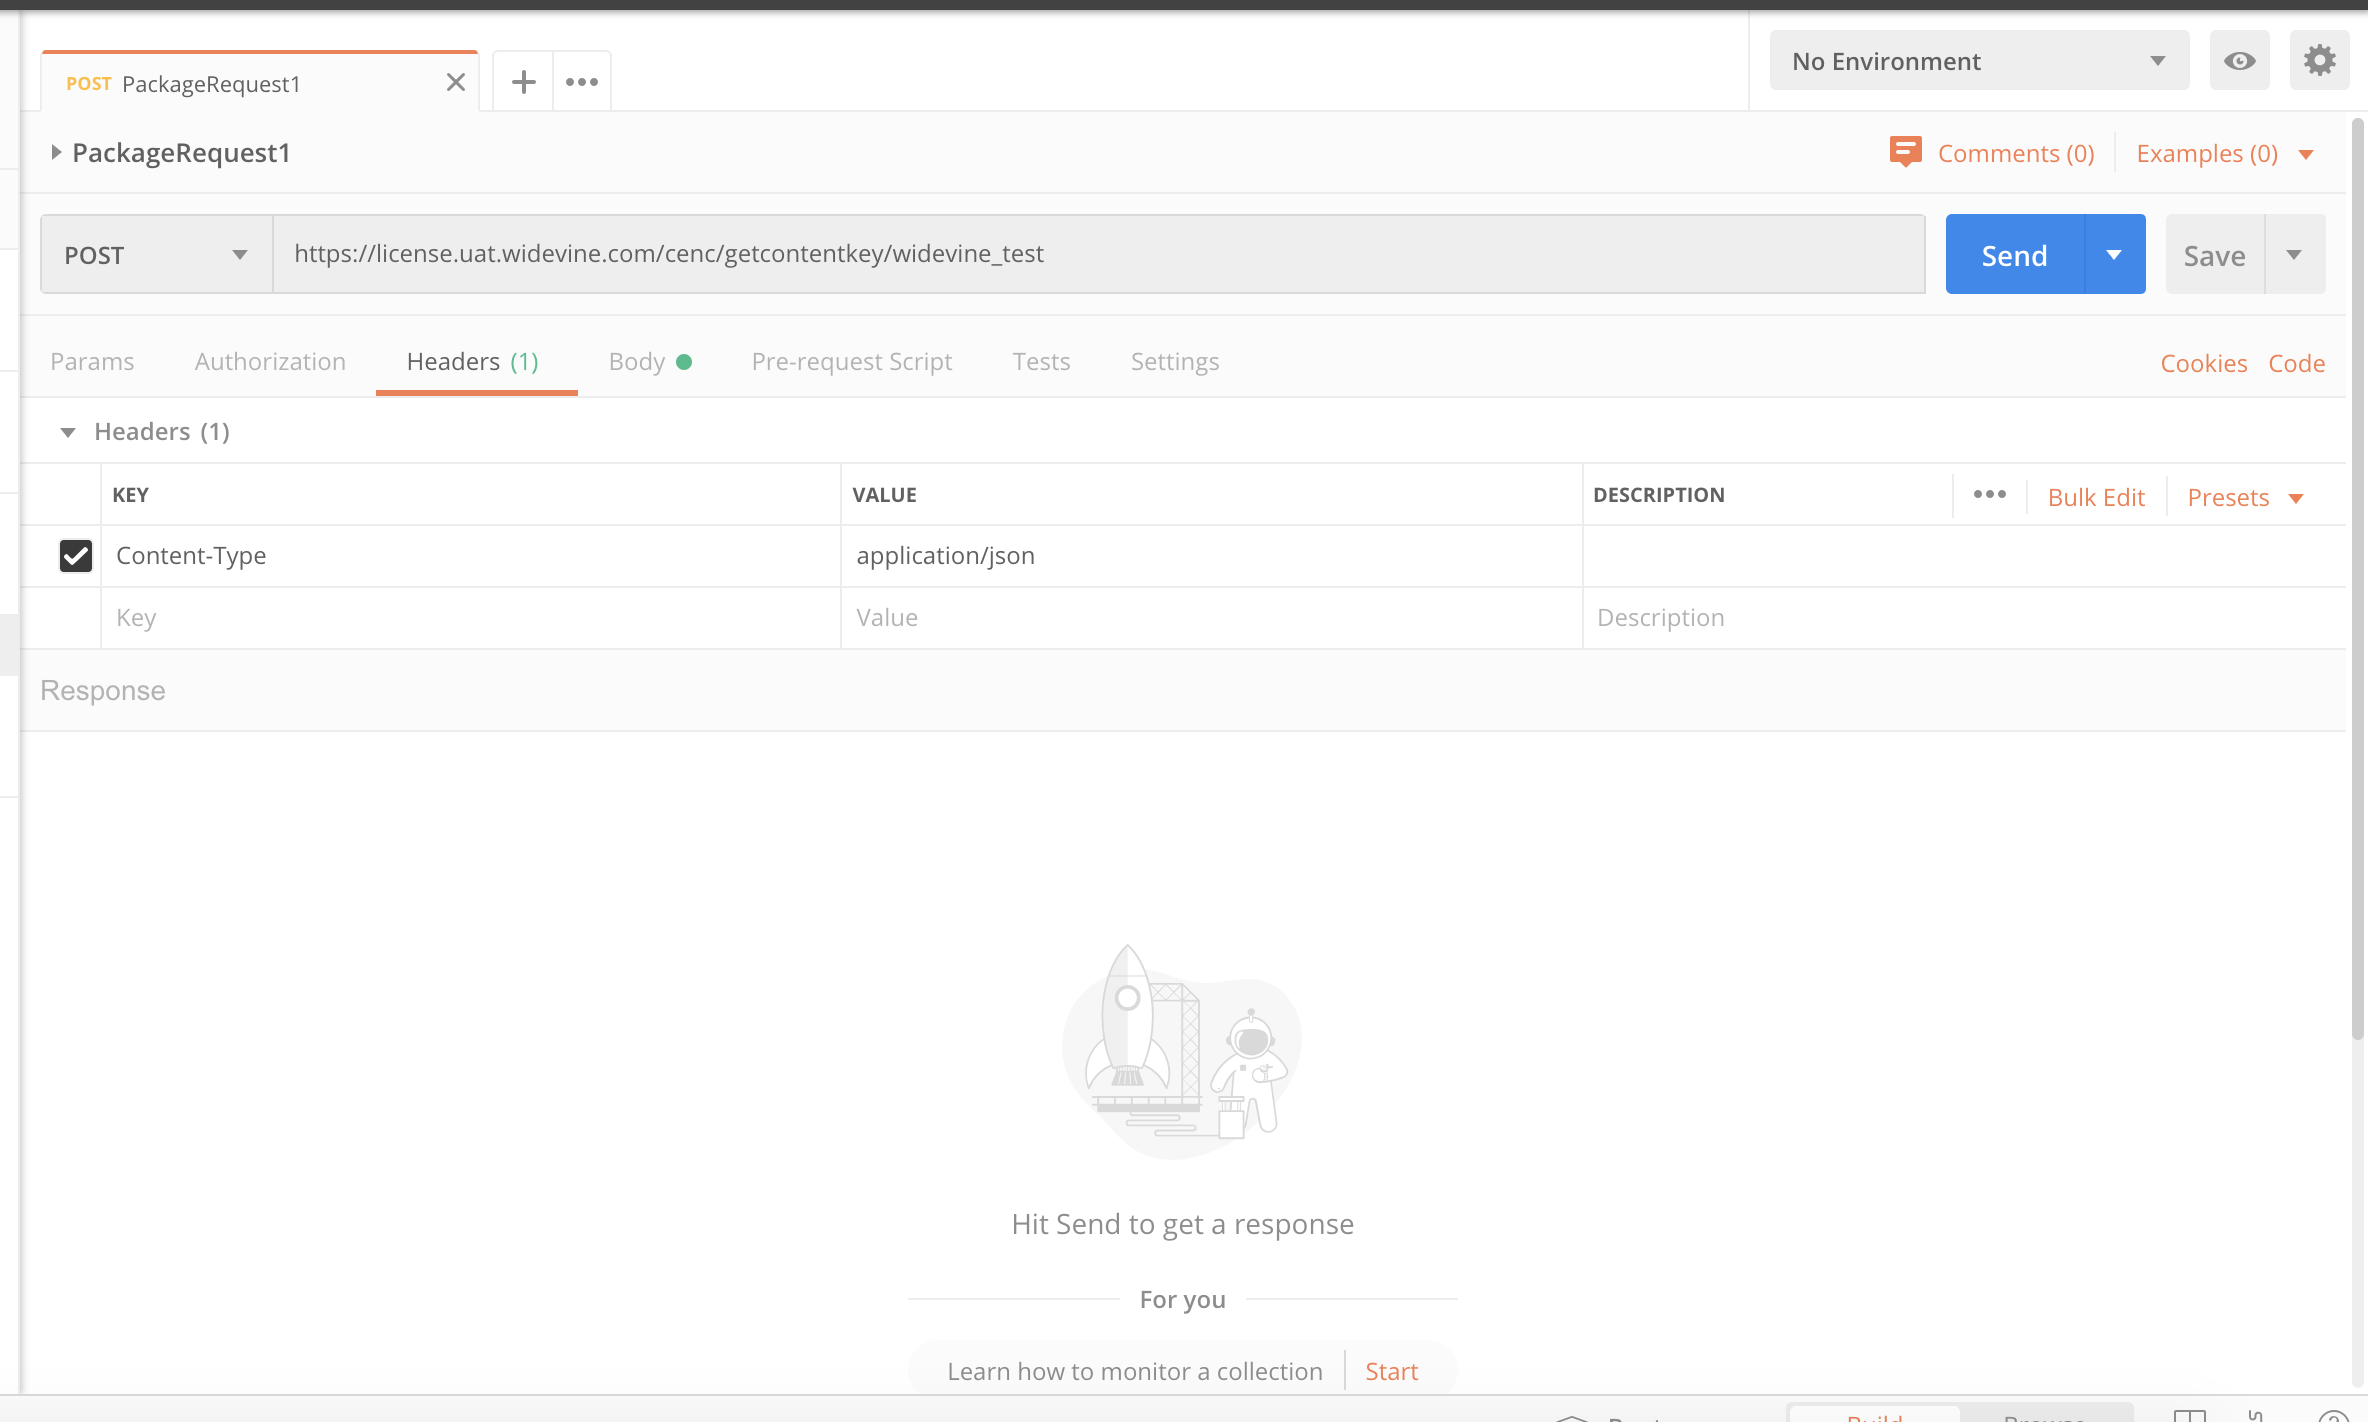 POST PackageRequest1
No Environment
PackageRequest1
Comments (0)
Examples (0)
POST
https://license.uat.widevine.com/cenc/getcontentkey/widevine_test
Send
Save
Params
Authorization
Headers (1)
Body
Pre-request Script
Tests
Settings
Cookies
Code
Headers (1)
KEY
VALUE
DESCRIPTION
Bulk Edit
Presets
Content-Type
application/json
Key
Value
Description
Response
Hit Send to get a response
For you
Learn how to monitor a collection
Start